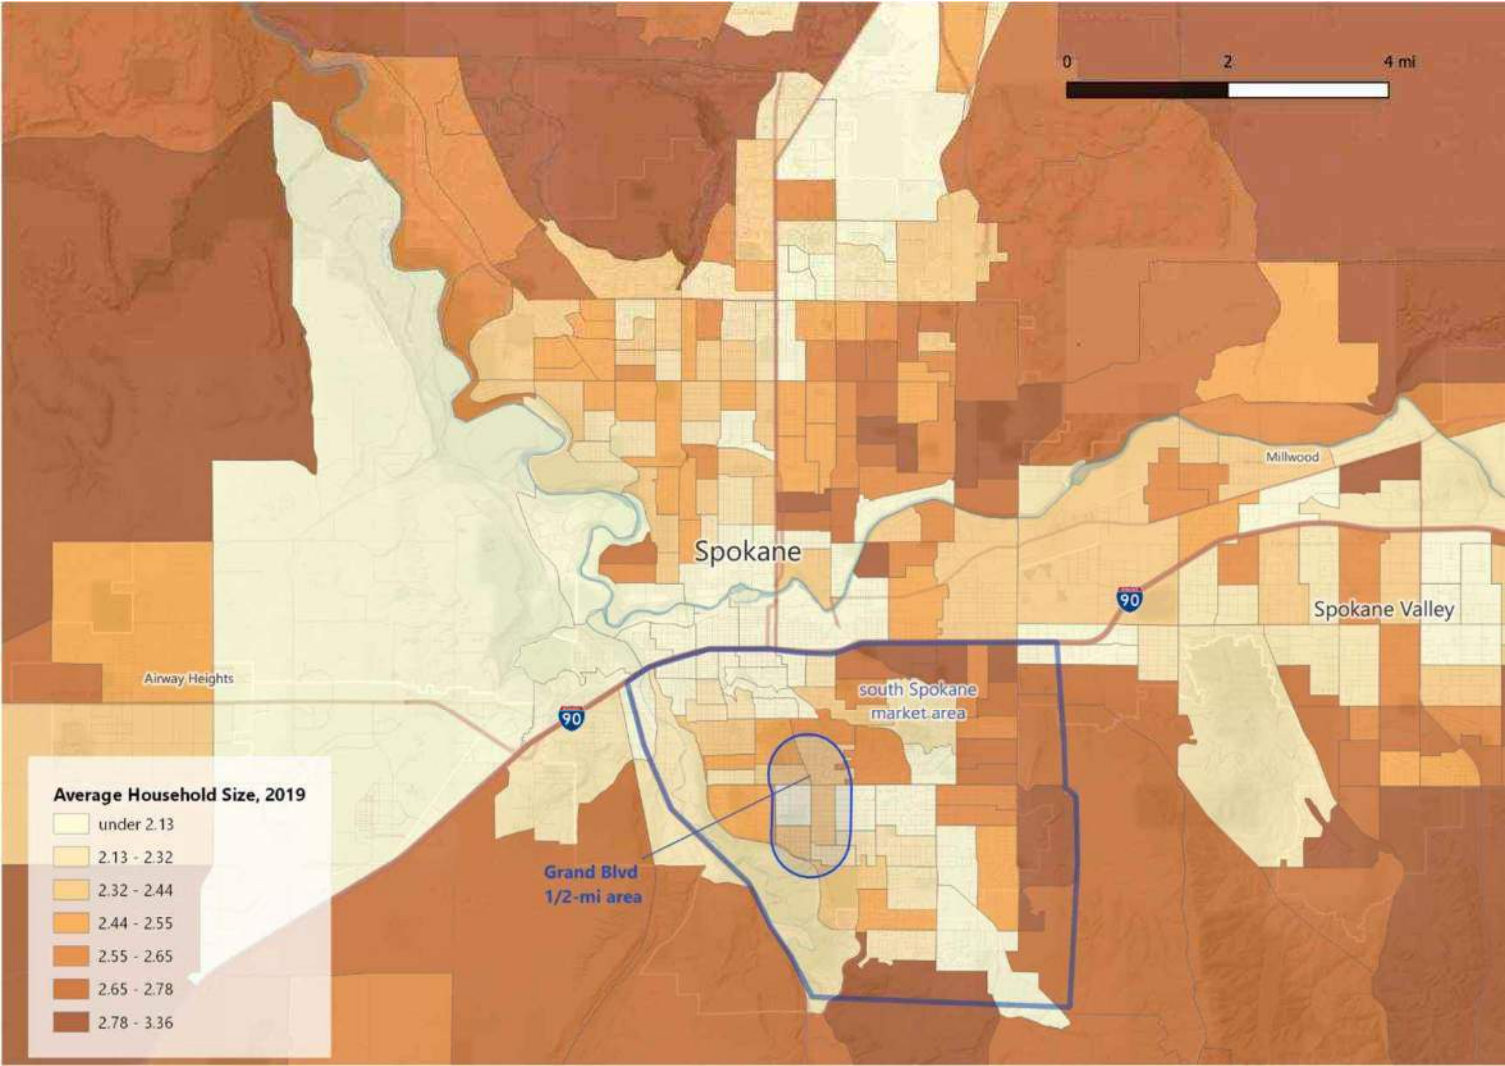 0 2 4 mi
Millwood
Spokane
90
Spokane Valley
Airway Heights
south Spokane
market area
90
Grand Blvd
1/2-mi area
Average Household Size, 2019
under 2.13
2.13 - 2.32
2.32 - 2.44
2.44 - 2.55
2.55 - 2.65
2.65 - 2.78
2.78 - 3.36